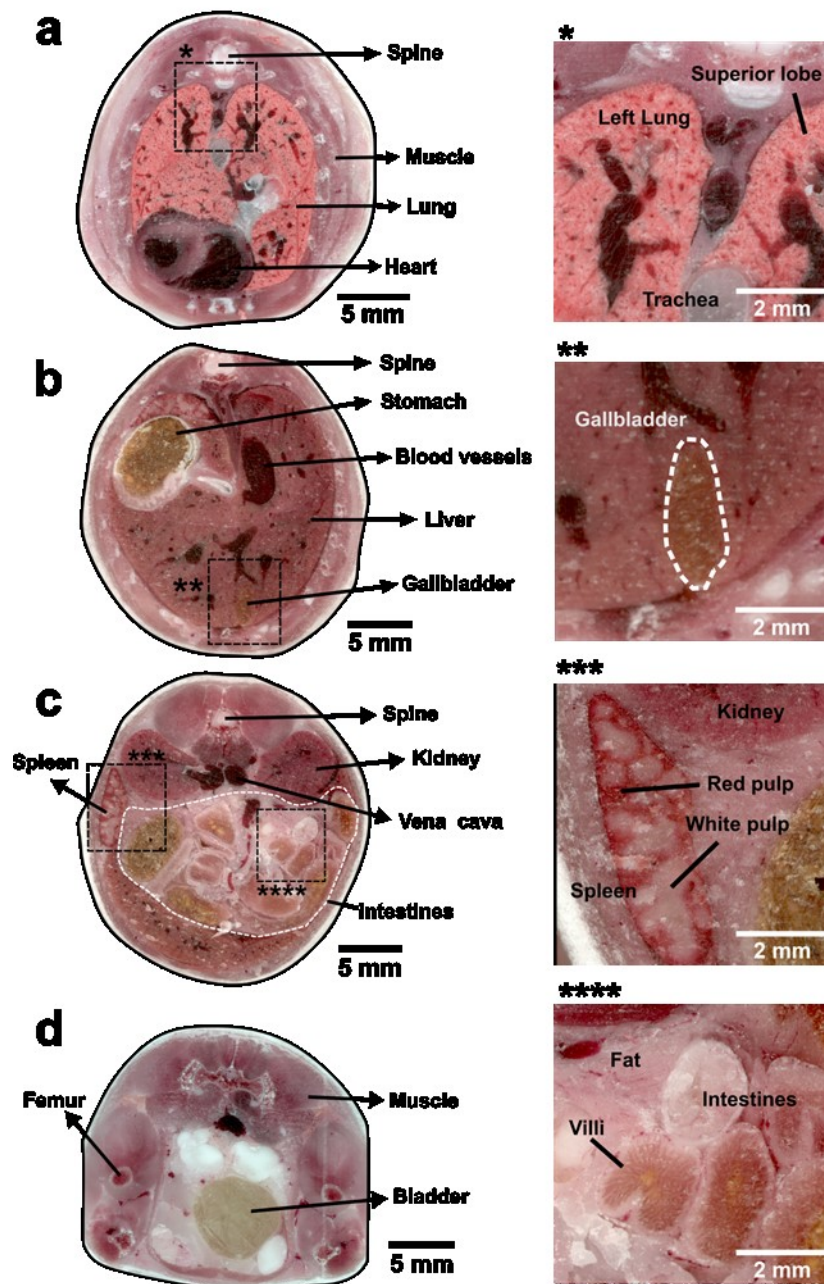 a
*
Spine
Muscle
Lung
Heart
5 mm
*
Superior lobe
Left Lung
Trachea
2 mm
b
Spine
Stomach
Blood vessels
Liver
Gallbladder
**
5 mm
**
Gallbladder
2 mm
c
Spine
Spleen
***
Kidney
Vena cava
****
Intestines
5 mm
***
Kidney
Red pulp
White pulp
Spleen
2 mm
d
Femur
Muscle
Bladder
5 mm
****
Fat
Intestines
Villi
2 mm